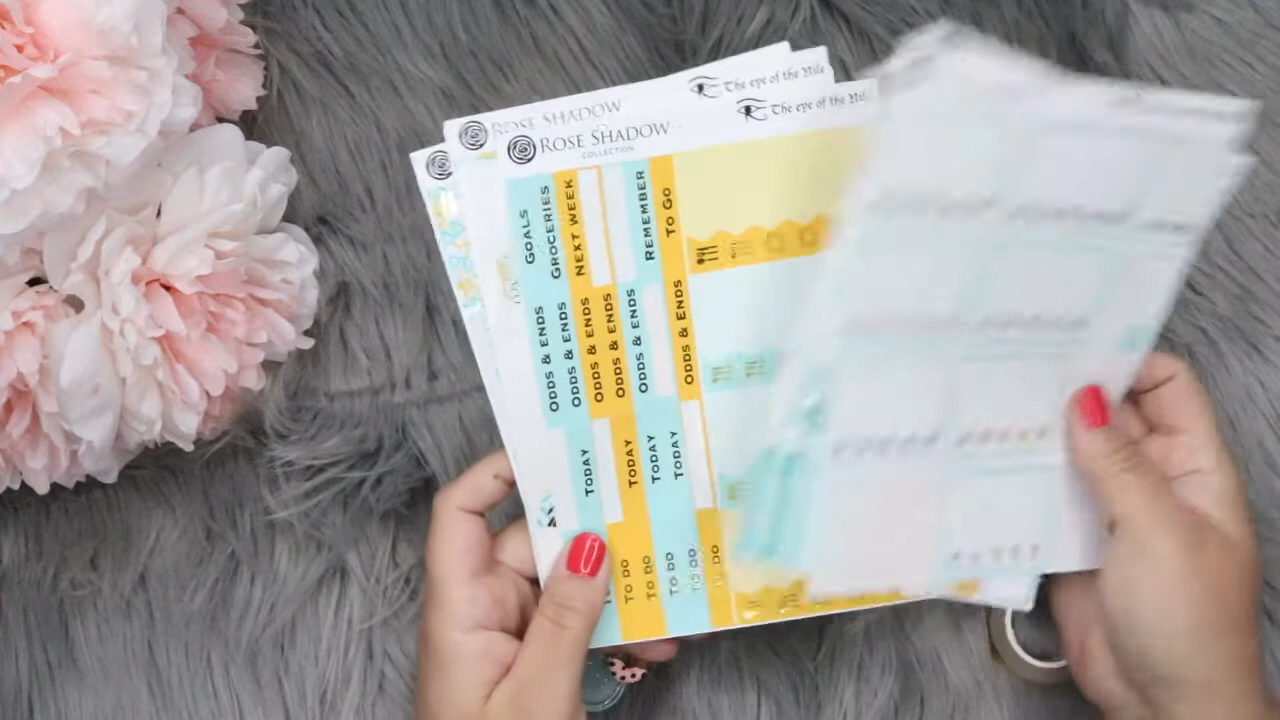 The eye of the Nile
ROSE SHADOW
The eye of the Nil
ROSE SHADOW
COLLECTION
GOALS
GROCERIES
NEXT WEEK
REMEMBER
TO GO
ODDS & ENDS
ODDS & ENDS
ODDS & ENDS
ODDS & ENDS
ODDS & ENDS
ODDS & ENDS
TODAY
TODAY
TODAY
TODAY
TO DO
TO DO
TO DO
TO DO
DO